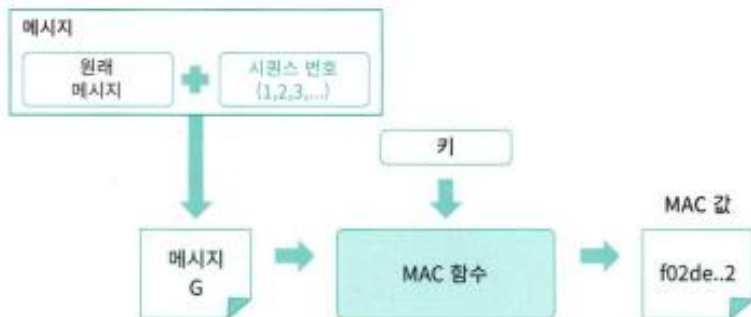 메시지
원래
메시지
시퀀스 번호
(1,2,3,...)
키
메시지
G
MAC 함수
MAC 값
f02de..2